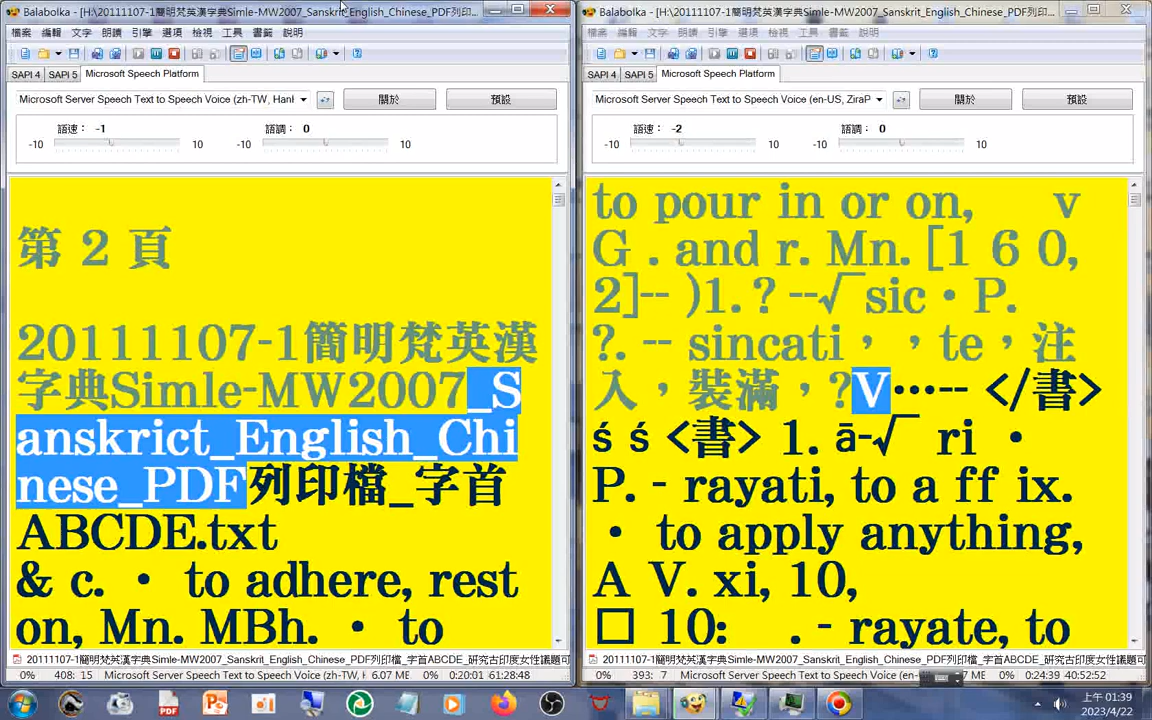 Balabolka - [H:\20111107-1簡明梵英漢字典Simle-MW2007_Sanskrit_English_Chinese_PDF列印...
檔案 編輯 文字 朗讀 引擎 選項 檢視 工具 書籤 說明
SAPI 4 SAPI 5 Microsoft Speech Platform
Microsoft Server Speech Text to Speech Voice (zh-TW, Hanl
關於
預設
語速： -1
語調： 0
-10 10 -10 10
第 2 頁
20111107-1簡明梵英漢
字典Simle-MW2007_S
anskrict_English_Chi
nese_PDF列印檔_字首
ABCDE.txt
& c. • to adhere, rest
on, Mn. MBh. • to
20111107-1簡明梵英漢字典Simle-MW2007_Sanskrit_English_Chinese_PDF列印檔_字首ABCDE_研究古印度女性議題可
0% 408: 15 Microsoft Server Speech Text to Speech Voice (zh-TW, H 6.07 ME 0% 0:20:01 61:28:48
Balabolka - [H:\20111107-1簡明梵英漢字典Simle-MW2007_Sanskrit_English_Chinese_PDF列印...
檔案 編輯 文字 朗讀 引擎 選項 檢視 工具 書籤 說明
SAPI 4 SAPI 5 Microsoft Speech Platform
Microsoft Server Speech Text to Speech Voice (en-US, ZiraP
關於
預設
語速： -2
語調： 0
-10 10 -10 10
to pour in or on, v
G . and r. Mn. [1 6 0,
2]-- )1. ? --√ sic • P.
?. -- sincati，，te，注
入，裝滿，?V…-- </書>
ś ś <書> 1. ā-√ ri •
P. - rayati, to a ff ix.
• to apply anything,
A V. xi, 10,
□ 10: . - rayate, to
20111107-1簡明梵英漢字典Simle-MW2007_Sanskrit_English_Chinese_PDF列印檔_字首ABCDE_研究古印度女性議題可
0% 393: 7 Microsoft Server Speech Text to Speech Voice (en-US, 0% 0:24:39 40:52:52
上午 01:39
2023/4/22